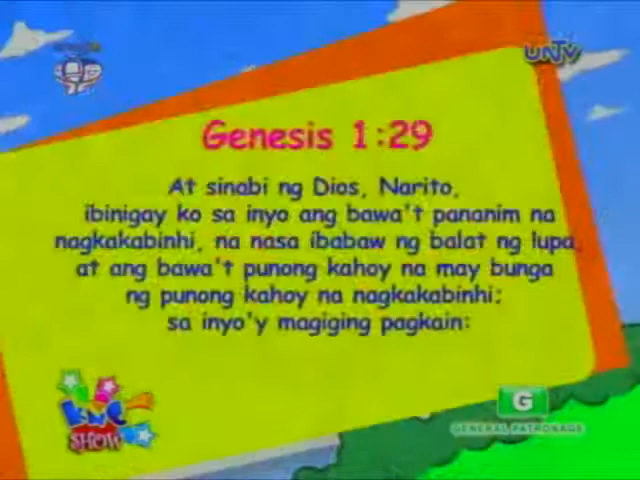 UNTV
Genesis 1:29
At sinabi ng Dios, Narito,
ibinigay ko sa inyo ang bawa't pananim na
nagkakabinhi, na nasa ibabaw ng balat ng lupa,
at ang bawa't punong kahoy na may bunga
ng punong kahoy na nagkakabinhi;
sa inyo'y magiging pagkain:
KNC
SHOW
G
GENERAL PATRONAGE